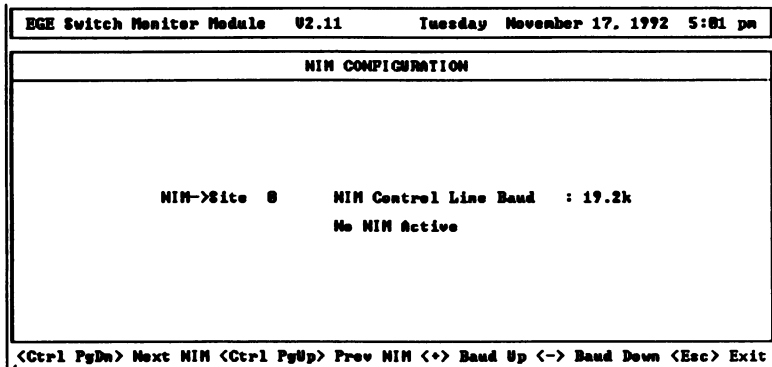 EGE Switch Monitor Module V2.11 Tuesday November 17, 1992 5:01 pm
NIM CONFIGURATION
NIM->Site 0 NIM Control Line Baud : 19.2k
No NIM Active
<Ctrl PgDn> Next NIM <Ctrl PgUp> Prev NIM <+> Baud Up <-> Baud Down <Esc> Exit